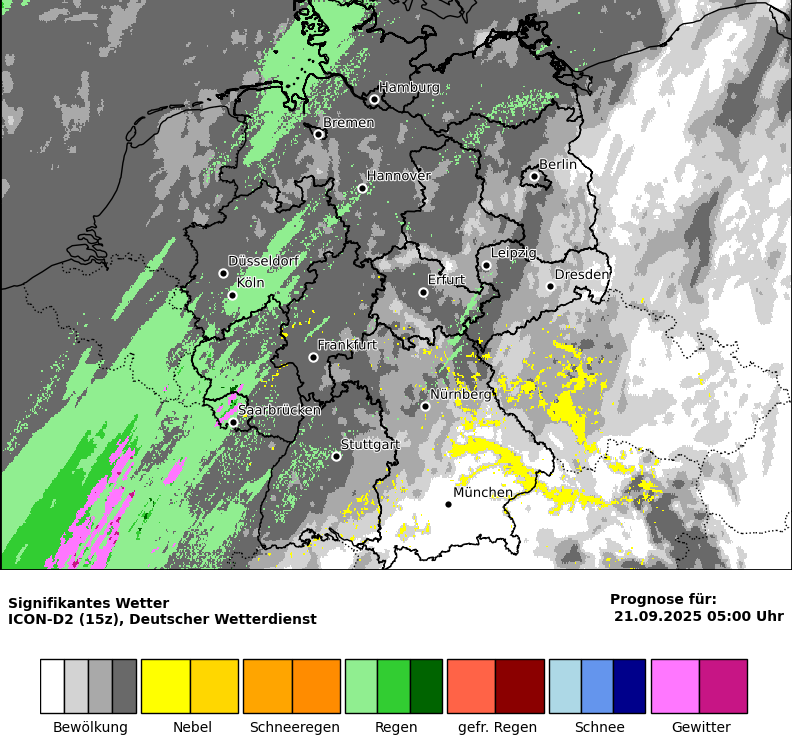 Hamburg
Bremen
Berlin
Hannover
Leipzig
Düsseldorf
Dresden
Köln
Erfurt
Frankfurt
Nürnberg
Saarbrücken
Stuttgart
München
Signifikantes Wetter
ICON-D2 (15z), Deutscher Wetterdienst
Prognose für:
21.09.2025 05:00 Uhr
Bewölkung
Nebel
Schneeregen
Regen
gefr. Regen
Schnee
Gewitter